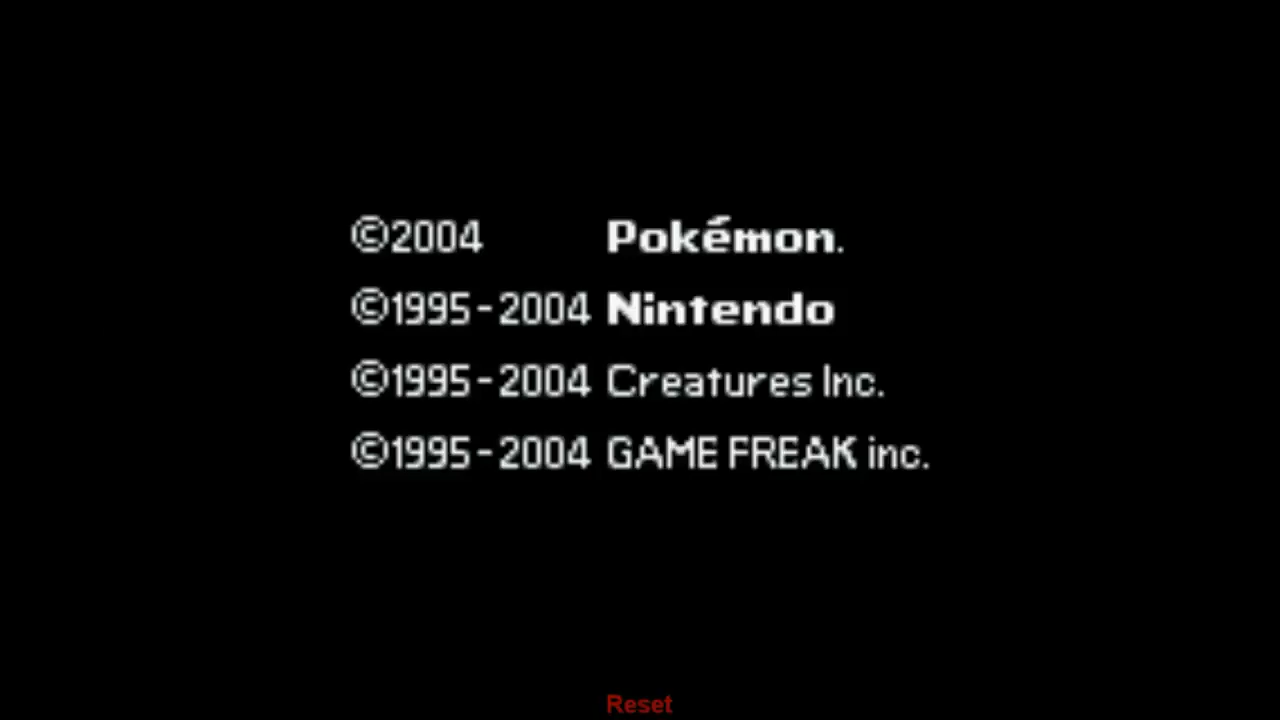 ©2004 Pokémon.
©1995-2004 Nintendo
©1995-2004 Creatures Inc.
©1995-2004 GAME FREAK inc.
Reset